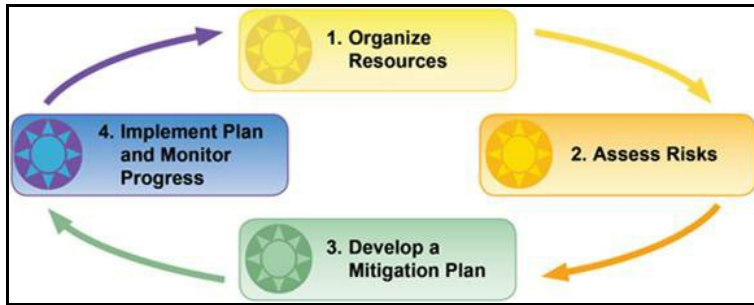 1. Organize
Resources
2. Assess Risks
3. Develop a
Mitigation Plan
4. Implement Plan
and Monitor
Progress